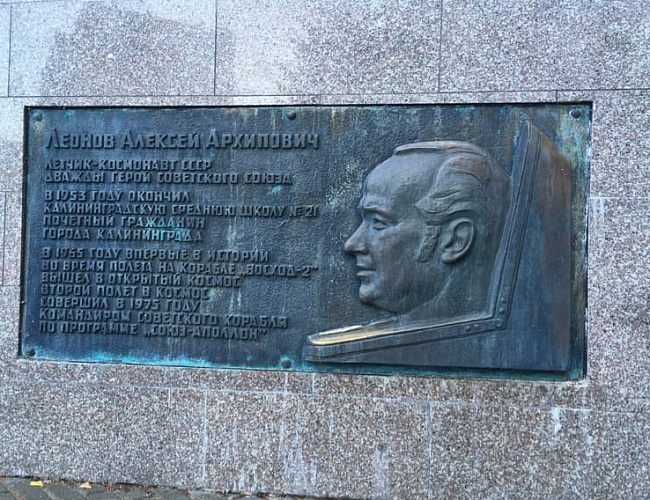 Леонов Алексей Архипович
ЛЕТЧИК-КОСМОНАВТ СССР
ДВАЖДЫ ГЕРОЙ СОВЕТСКОГО СОЮЗА
В 1953 ГОДУ ОКОНЧИЛ
КАЛИНИНГРАДСКУЮ СРЕДНЮЮ ШКОЛУ №21
ПОЧЕТНЫЙ ГРАЖДАНИН
ГОРОДА КАЛИНИНГРАДА
В 1965 ГОДУ ВПЕРВЫЕ В ИСТОРИИ
ВО ВРЕМЯ ПОЛЕТА НА КОРАБЛЕ „ВОСХОД-2"
ВЫШЕЛ В ОТКРЫТЫЙ КОСМОС
ВТОРОЙ ПОЛЕТ В КОСМОС
СОВЕРШИЛ В 1975 ГОДУ
КОМАНДИРОМ СОВЕТСКОГО КОРАБЛЯ
ПО ПРОГРАММЕ „СОЮЗ-АПОЛЛОН"